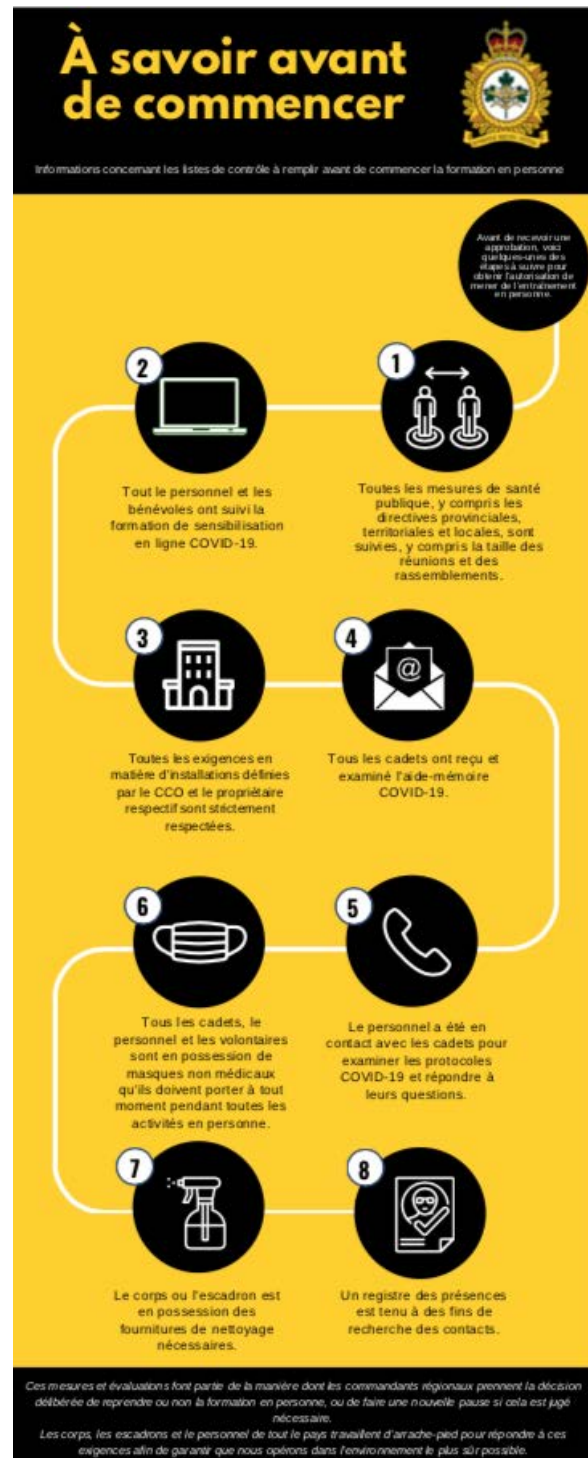 À savoir avant
de commencer
Informations concernant les listes de contrôle à remplir avant de commencer la formation en personne
Avant de recevoir une
approbation, voici
quelques-unes des
étapes à suivre pour
obtenir l'autorisation de
mener de l'entraînement
en personne.
1
Toutes les mesures de santé
publique, y compris les
directives provinciales,
territoriales et locales, sont
suivies, y compris la taille des
réunions et des
rassemblements.
2
Tout le personnel et les
bénévoles ont suivi la
formation de sensibilisation
en ligne COVID-19.
3
Toutes les exigences en
matière d'installations définies
par le CCO et le propriétaire
respectif sont strictement
respectées.
4
@
Tous les cadets ont reçu et
examiné l'aide-mémoire
COVID-19.
5
Le personnel a été en
contact avec les cadets pour
examiner les protocoles
COVID-19 et répondre à
leurs questions.
6
Tous les cadets, le
personnel et les volontaires
sont en possession de
masques non médicaux
qu'ils doivent porter à tout
moment pendant toutes les
activités en personne.
7
Le corps ou l'escadron est
en possession des
fournitures de nettoyage
nécessaires.
8
Un registre des présences
est tenu à des fins de
recherche des contacts.
Ces mesures et évaluations font partie de la manière dont les commandants régionaux prennent la décision
délibérée de reprendre ou non la formation en personne, ou de faire une nouvelle pause si cela est jugé
nécessaire.
Les corps, les escadrons et le personnel de tout le pays travaillent d'arrache-pied pour répondre à ces
exigences afin de garantir que nous opérons dans l'environnement le plus sûr possible.